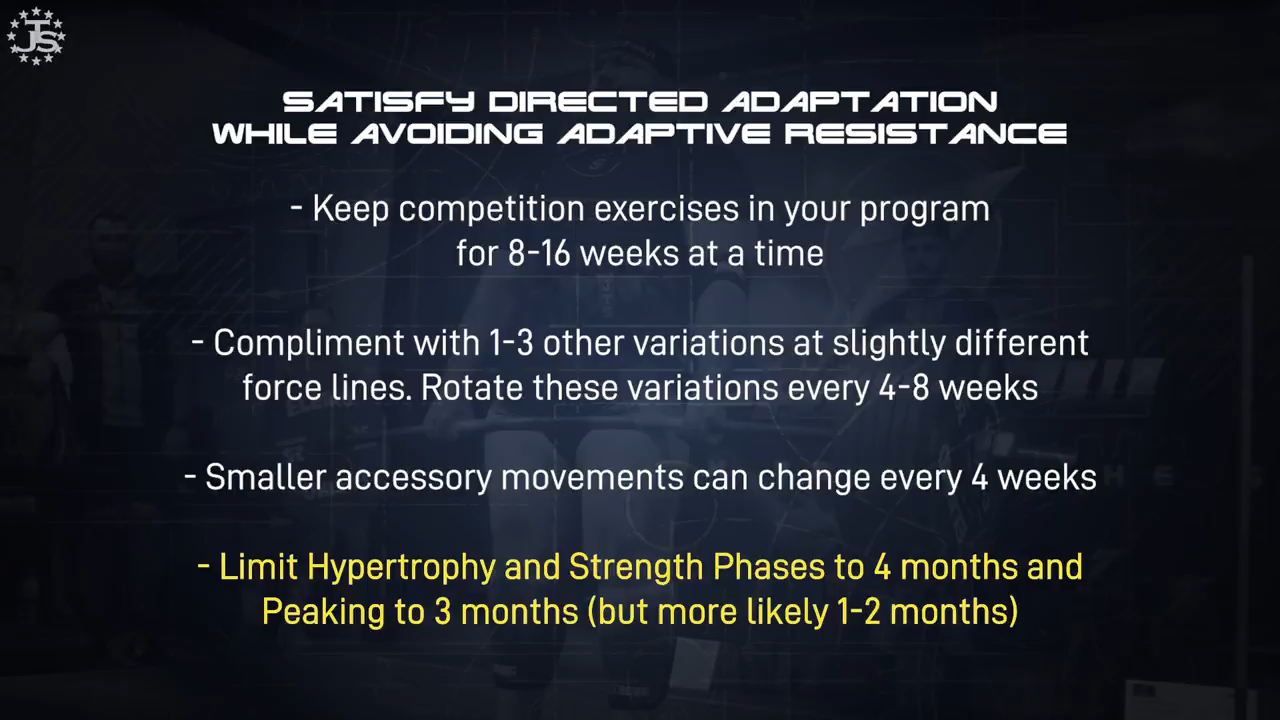 JTS
SATISFY DIRECTED ADAPTATION
WHILE AVOIDING ADAPTIVE RESISTANCE
- Keep competition exercises in your program
for 8-16 weeks at a time
- Compliment with 1-3 other variations at slightly different
force lines. Rotate these variations every 4-8 weeks
- Smaller accessory movements can change every 4 weeks
- Limit Hypertrophy and Strength Phases to 4 months and
Peaking to 3 months (but more likely 1-2 months)